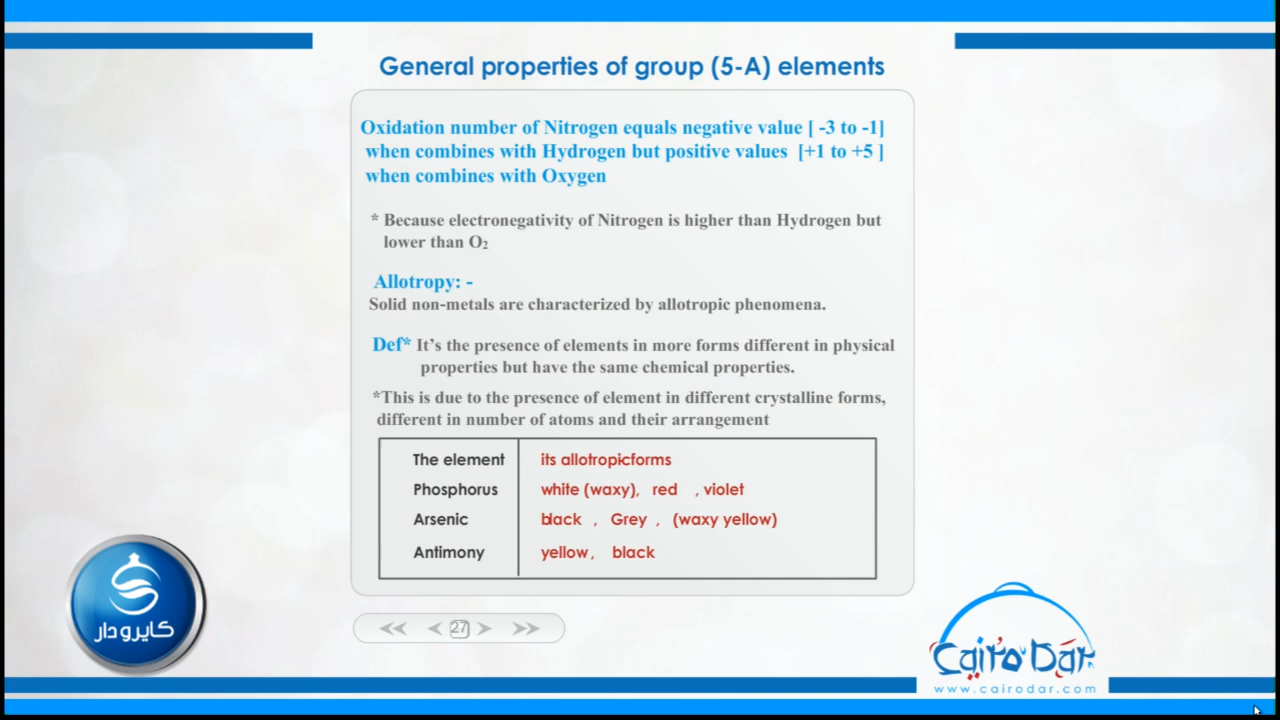 General properties of group (5-A) elements
Oxidation number of Nitrogen equals negative value [ -3 to -1]
when combines with Hydrogen but positive values [+1 to +5 ]
when combines with Oxygen
* Because electronegativity of Nitrogen is higher than Hydrogen but
lower than O₂
Allotropy: -
Solid non-metals are characterized by allotropic phenomena.
Def* It's the presence of elements in more forms different in physical
properties but have the same chemical properties.
*This is due to the presence of element in different crystalline forms,
different in number of atoms and their arrangement
The element its allotropicforms
Phosphorus white (waxy), red , violet
Arsenic black , Grey , (waxy yellow)
Antimony yellow , black
27
كايرودار
Cairo Dar
www.cairodar.com